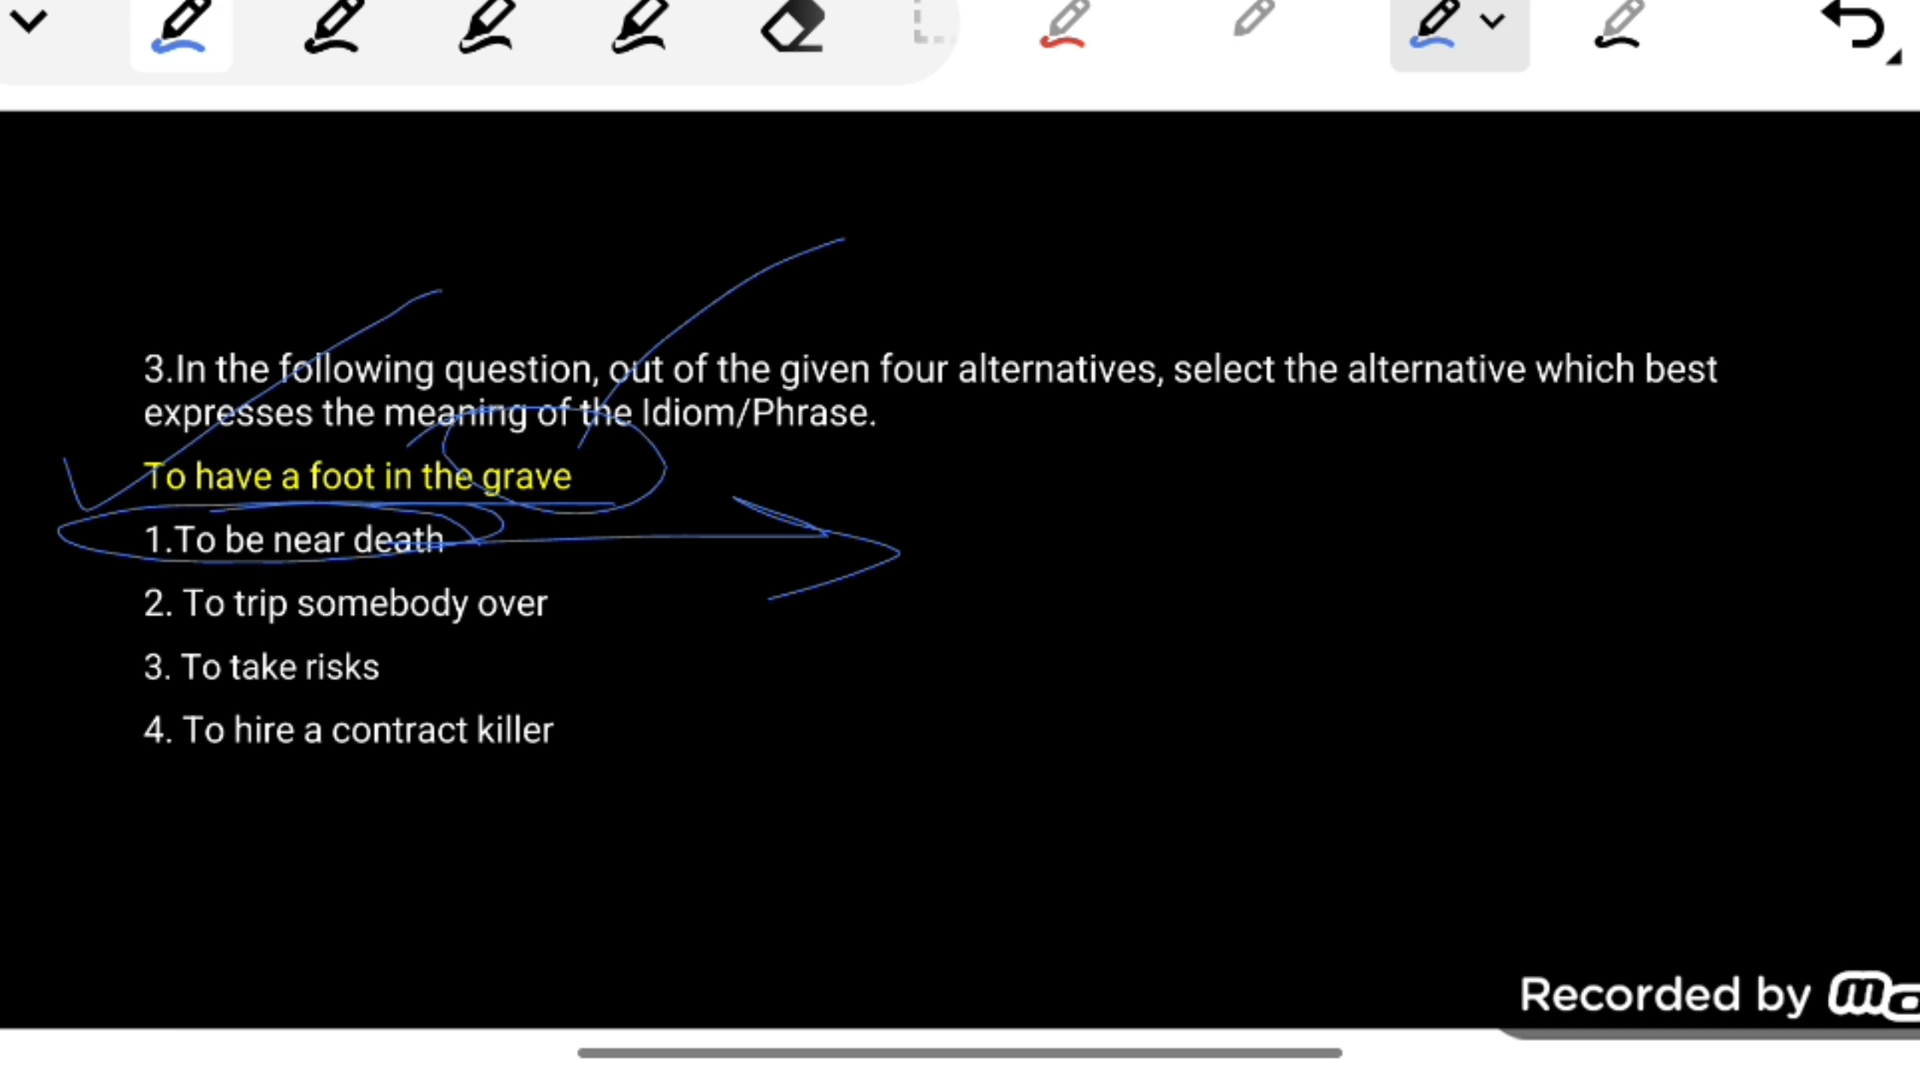 3.In the following question, out of the given four alternatives, select the alternative which best
expresses the meaning of the Idiom/Phrase.
To have a foot in the grave
1.To be near death
2. To trip somebody over
3. To take risks
4. To hire a contract killer
Recorded by